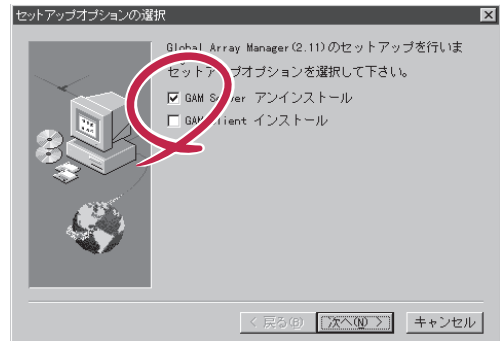 セットアップオプションの選択
Global Array Manager(2.11)のセットアップを行いま
セットアップオプションを選択して下さい。
GAM Server アンインストール
GAM Client インストール
< 戻る(B)
次へ(N) >
キャンセル